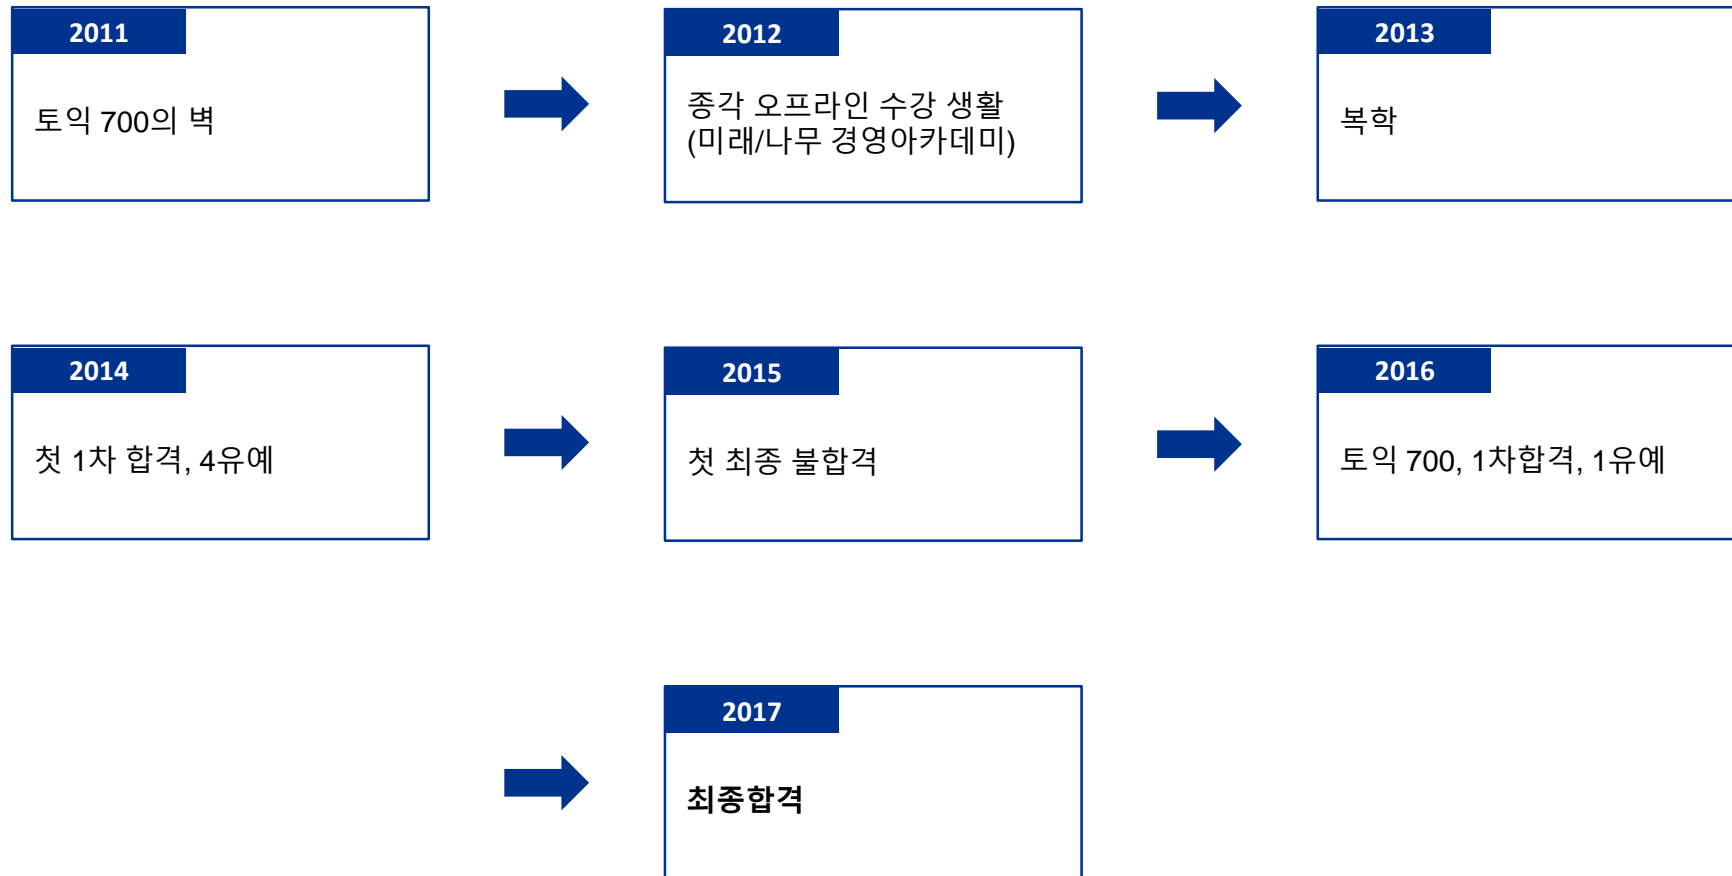 2011
토익 700의 벽
2012
종각 오프라인 수강 생활
(미래/나무 경영아카데미)
2013
복학
2014
첫 1차 합격, 4유예
2015
첫 최종 불합격
2016
토익 700, 1차합격, 1유예
2017
최종합격